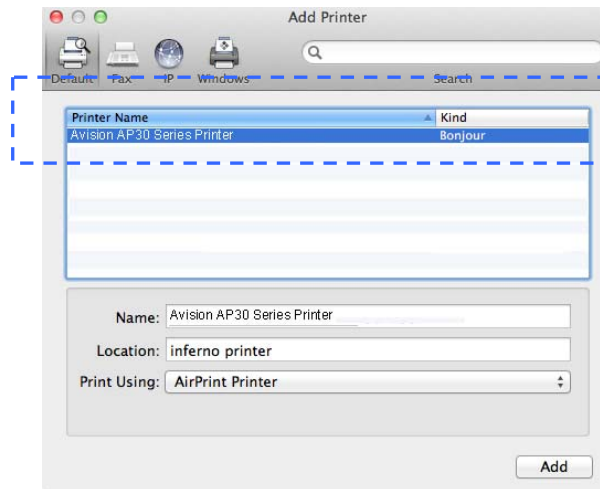 Add Printer
Default Fax IP Windows Search
Printer Name Kind
Avision AP30 Series Printer Bonjour
Name: Avision AP30 Series Printer
Location: inferno printer
Print Using: AirPrint Printer
Add